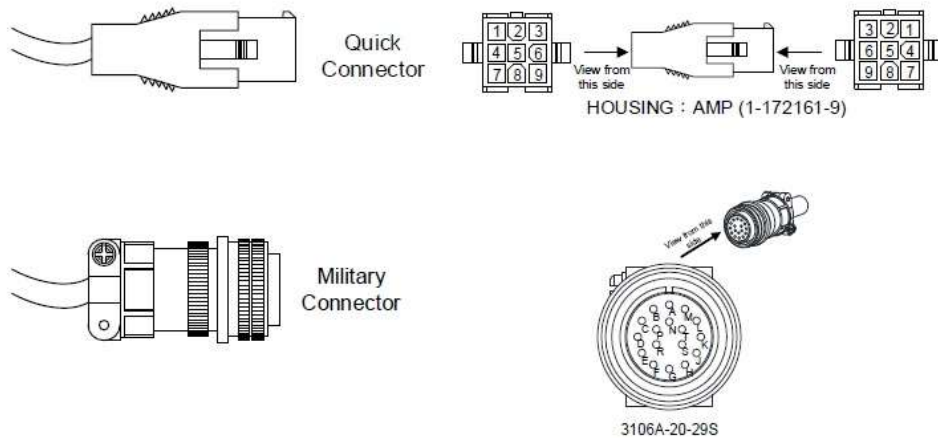 Quick
Connector
1 2 3
4 5 6
7 8 9
View from
this side
View from
this side
3 2 1
6 5 4
9 8 7
HOUSING：AMP (1-172161-9)
Military
Connector
View from this
side
A
B
M
C
N
L
P
T
D
K
R
S
E
J
F
H
G
3106A-20-29S